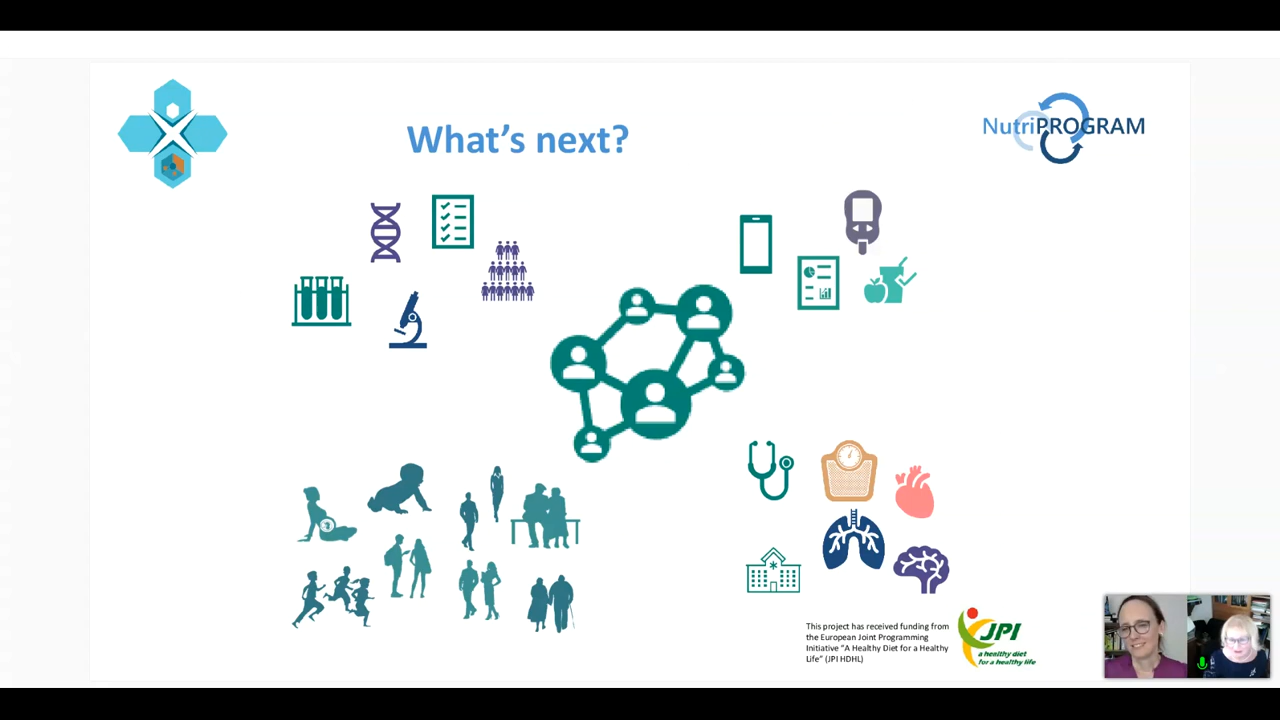 What's next?
NutriPROGRAM
This project has received funding from
the European Joint Programming
Initiative "A Healthy Diet for a Healthy
Life" (JPI HDHL)
JPI
a healthy diet
for a healthy life